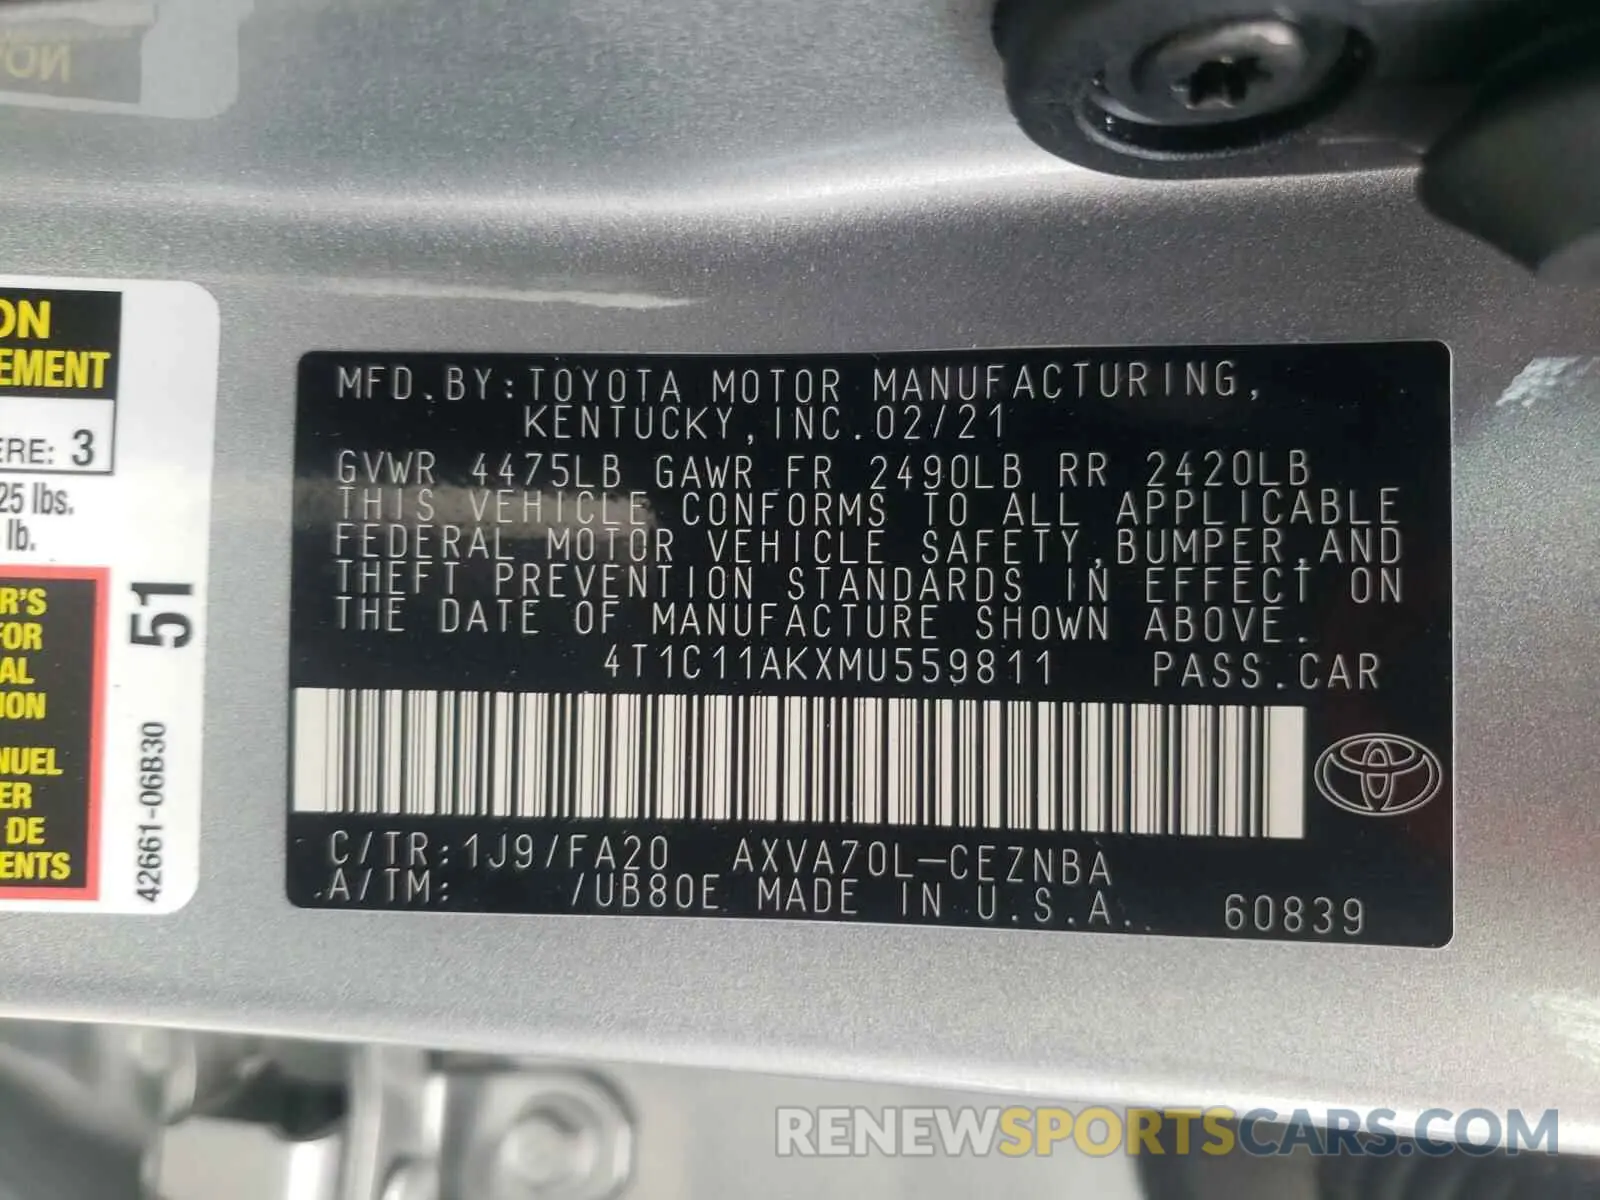 NOV
ON
EMENT
ERE: 3
25 lbs.
lb.
R'S
FOR
AL
ION
NUEL
ER
DE
ENTS
51
42661-06B30
MFD.BY:TOYOTA MOTOR MANUFACTURING,
KENTUCKY,INC.02/21
GVWR 4475LB GAWR FR 2490LB RR 2420LB
THIS VEHICLE CONFORMS TO ALL APPLICABLE
FEDERAL MOTOR VEHICLE SAFETY,BUMPER,AND
THEFT PREVENTION STANDARDS IN EFFECT ON
THE DATE OF MANUFACTURE SHOWN ABOVE.
4T1C11AKXMU559811 PASS.CAR
C/TR:1J9/FA20 AXVA70L-CEZNBA
A/TM: /UB80E MADE IN U.S.A. 60839
RENEWSPORTSCARS.COM